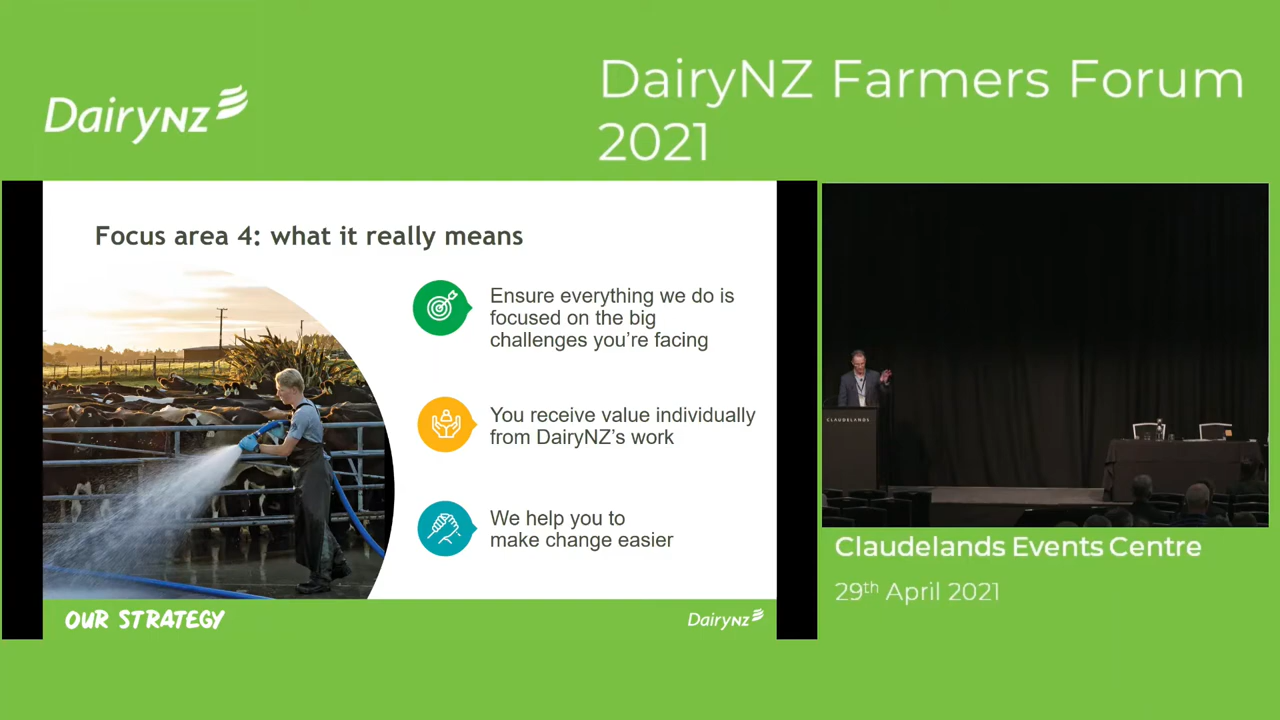 DairyNZ
DairyNZ Farmers Forum
2021
Focus area 4: what it really means
Ensure everything we do is
focused on the big
challenges you're facing
You receive value individually
from DairyNZ's work
We help you to
make change easier
OUR STRATEGY
DairyNZ
CLAUDELANDS
Claudelands Events Centre
29th April 2021